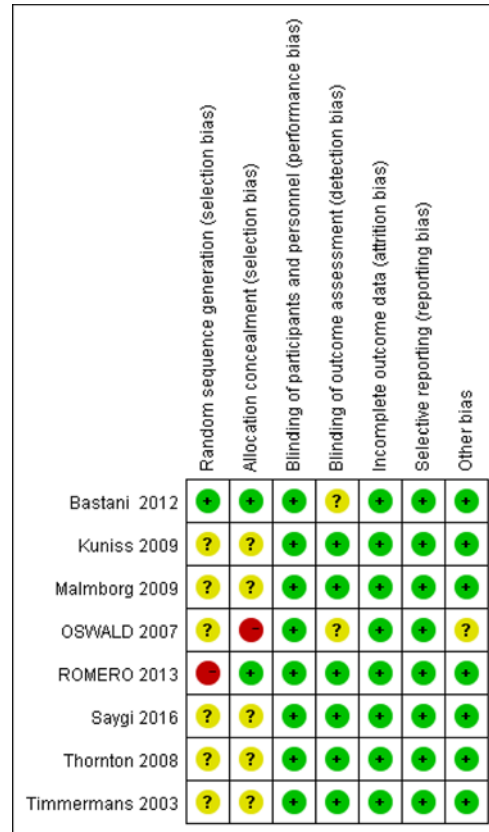 Random sequence generation (selection bias)
Allocation concealment (selection bias)
Blinding of participants and personnel (performance bias)
Blinding of outcome assessment (detection bias)
Incomplete outcome data (attrition bias)
Selective reporting (reporting bias)
Other bias
Bastani 2012 + + + ? + + +
Kuniss 2009 ? ? + + + + +
Malmborg 2009 ? ? + + + + +
OSWALD 2007 ? - + ? + + ?
ROMERO 2013 - + + + + + +
Saygi 2016 ? ? + + + + +
Thornton 2008 ? ? + + + + +
Timmermans 2003 ? ? + + + + +